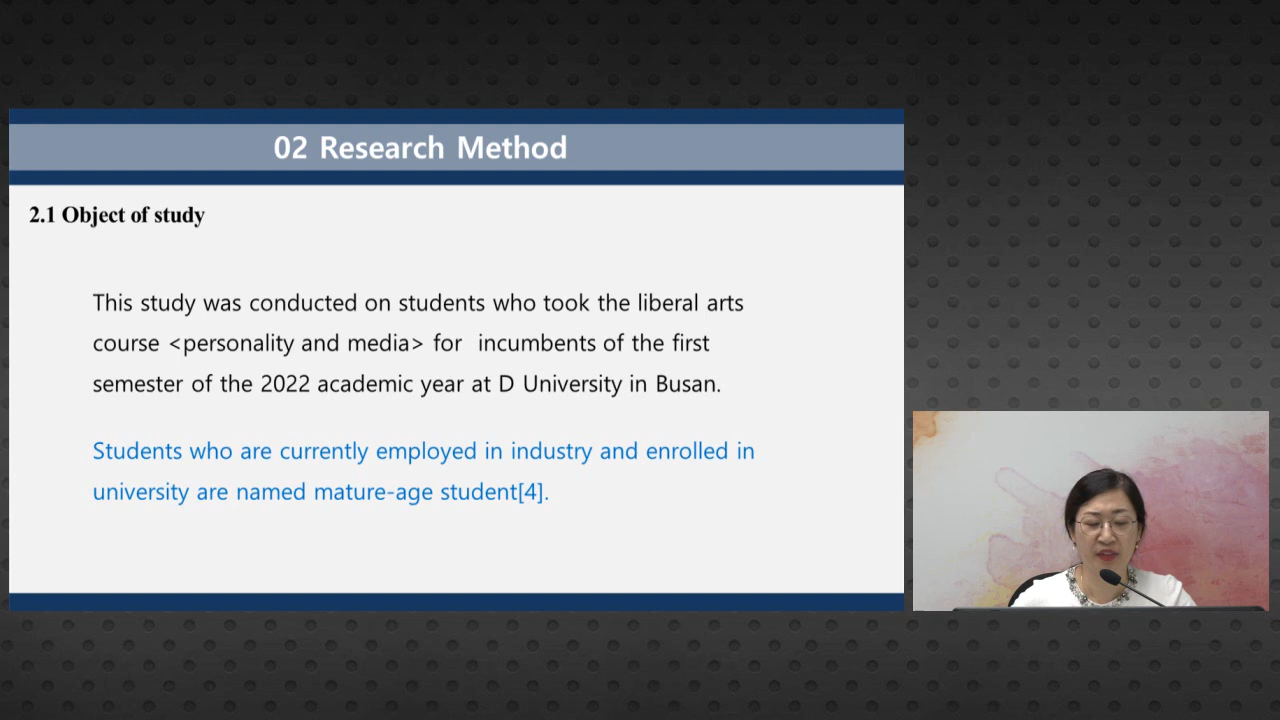 02 Research Method
2.1 Object of study
This study was conducted on students who took the liberal arts
course <personality and media> for  incumbents of the first
semester of the 2022 academic year at D University in Busan.
Students who are currently employed in industry and enrolled in
university are named mature-age student[4].